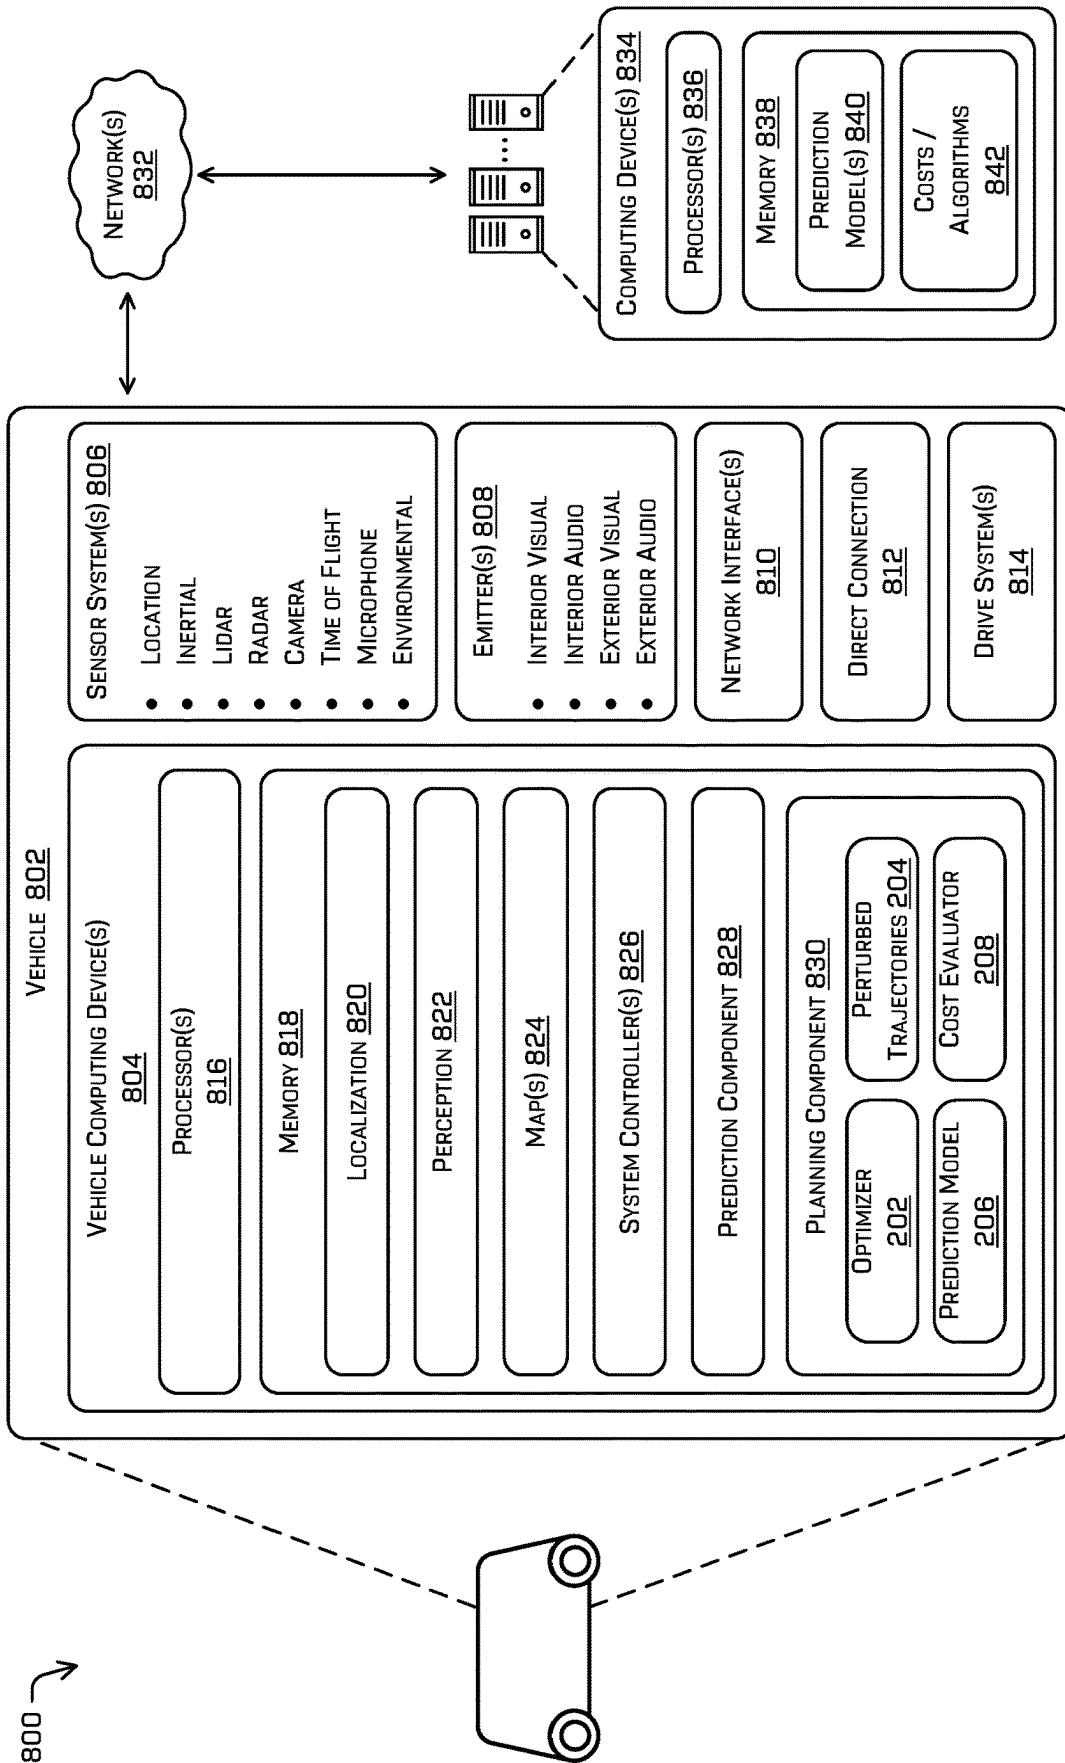 800
VEHICLE 802
VEHICLE COMPUTING DEVICE(S)
804
PROCESSOR(S)
816
MEMORY 818
LOCALIZATION 820
PERCEPTION 822
MAP(S) 824
SYSTEM CONTROLLER(S) 826
PREDICTION COMPONENT 828
PLANNING COMPONENT 830
OPTIMIZER
202
PERTURBED
TRAJECTORIES 204
PREDICTION MODEL
206
COST EVALUATOR
208
SENSOR SYSTEM(S) 806
• LOCATION
• INERTIAL
• LIDAR
• RADAR
• CAMERA
• TIME OF FLIGHT
• MICROPHONE
• ENVIRONMENTAL
EMITTER(S) 808
• INTERIOR VISUAL
• INTERIOR AUDIO
• EXTERIOR VISUAL
• EXTERIOR AUDIO
NETWORK INTERFACE(S)
810
DIRECT CONNECTION
812
DRIVE SYSTEM(S)
814
NETWORK(S)
832
COMPUTING DEVICE(S) 834
PROCESSOR(S) 836
MEMORY 838
PREDICTION
MODEL(S) 840
COSTS /
ALGORITHMS
842